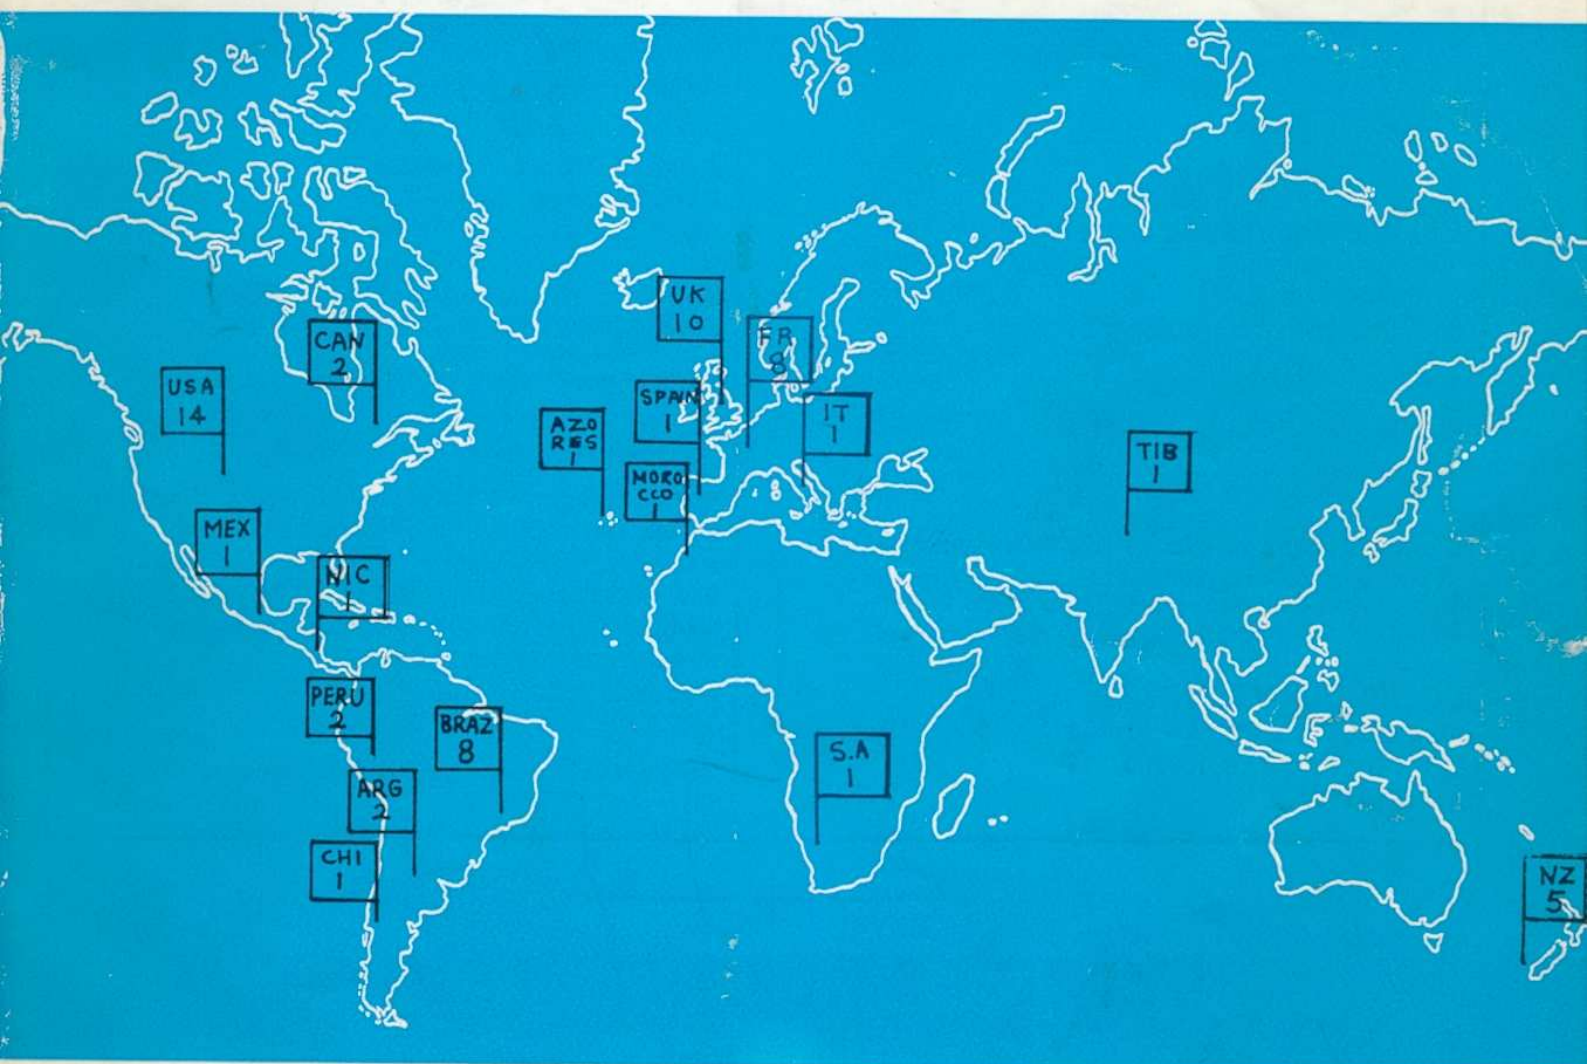 UK
10
CAN
2
FR
8
USA
14
SPAIN
1
IT
1
AZO
RES
1
TIB
1
MORO
CCO
1
MEX
1
NIC
1
PERU
2
BRAZ
8
S.A
1
ARG
2
CHI
1
NZ
5